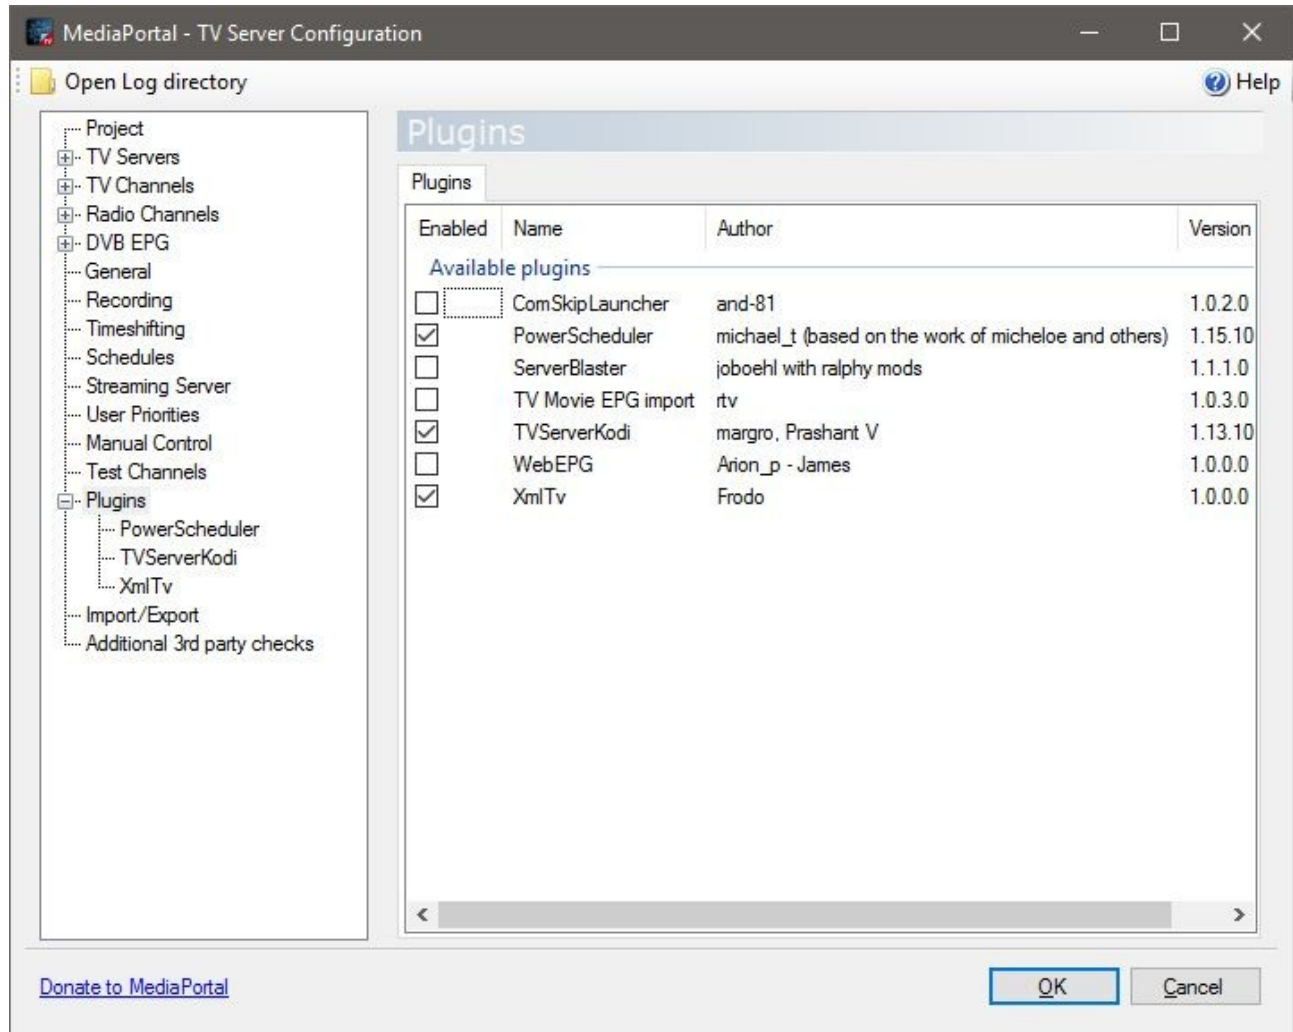 MediaPortal - TV Server Configuration
Open Log directory
Help
Project
TV Servers
TV Channels
Radio Channels
DVB EPG
General
Recording
Timeshifting
Schedules
Streaming Server
User Priorities
Manual Control
Test Channels
Plugins
PowerScheduler
TVServerKodi
XmlTv
Import/Export
Additional 3rd party checks
Plugins
Plugins
Enabled Name Author Version
Available plugins
ComSkipLauncher and-81 1.0.2.0
PowerScheduler michael_t (based on the work of micheloe and others) 1.15.10
ServerBlaster joboehl with ralphy mods 1.1.1.0
TV Movie EPG import rtv 1.0.3.0
TVServerKodi margro, Prashant V 1.13.10
WebEPG Arion_p - James 1.0.0.0
XmlTv Frodo 1.0.0.0
Donate to MediaPortal
OK
Cancel